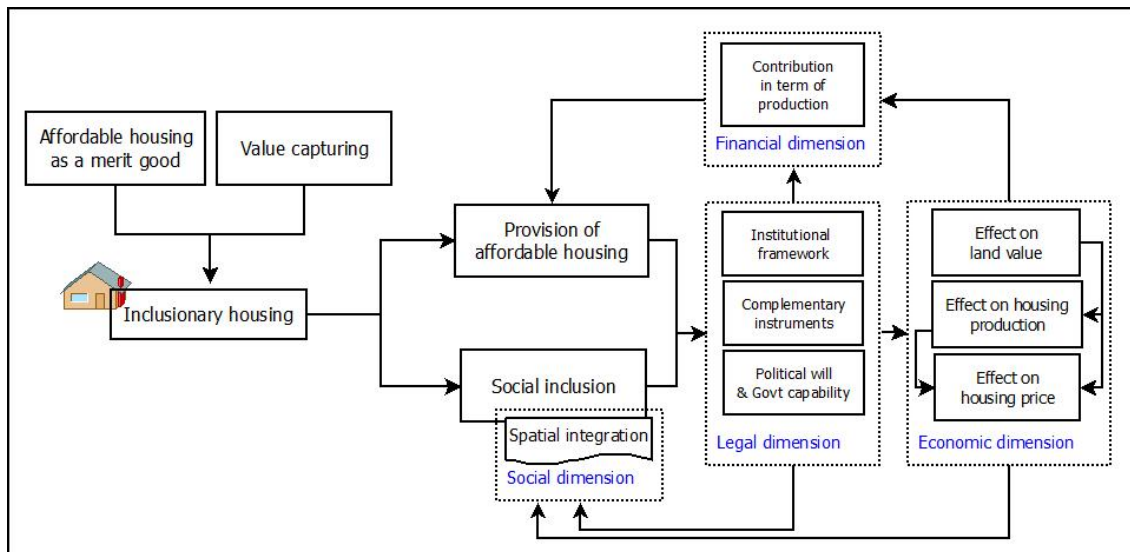 Affordable housing
as a merit good
Value capturing
Inclusionary housing
Provision of
affordable housing
Social inclusion
Spatial integration
Social dimension
Contribution
in term of
production
Financial dimension
Institutional
framework
Complementary
instruments
Political will
& Govt capability
Legal dimension
Effect on
land value
Effect on housing
production
Effect on
housing price
Economic dimension